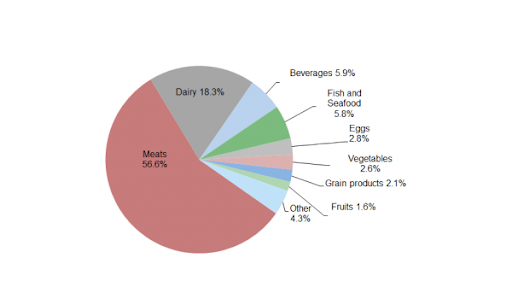 Beverages 5.9%
Dairy 18.3%
Fish and
Seafood
5.8%
Eggs
2.8%
Meats
56.6%
Vegetables
2.6%
Grain products 2.1%
Fruits 1.6%
Other
4.3%